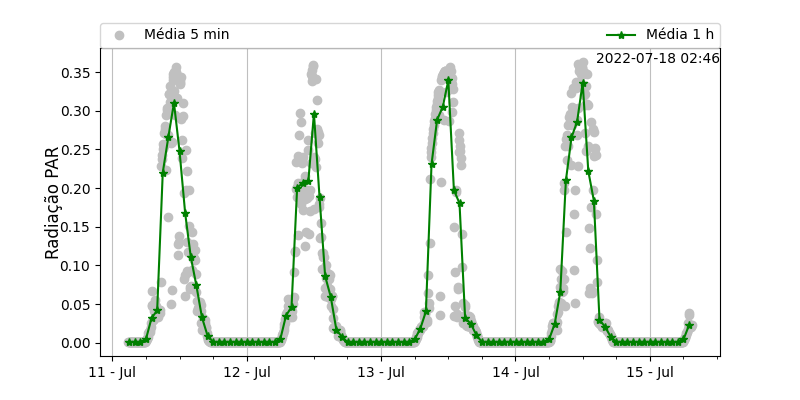 Média 5 min
Média 1 h
2022-07-18 02:46
Radiação PAR
0.35
0.30
0.25
0.20
0.15
0.10
0.05
0.00
11 - Jul
12 - Jul
13 - Jul
14 - Jul
15 - Jul